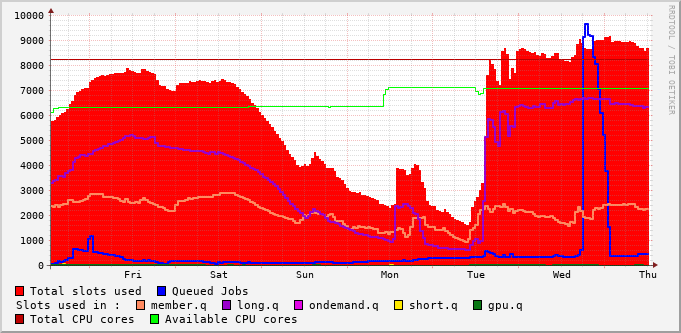 10000
9000
8000
7000
6000
5000
4000
3000
2000
1000
0
Fri Sat Sun Mon Tue Wed Thu
RRDTOOL / TOBI OETIKER
Total slots used Queued Jobs
Slots used in : member.q long.q ondemand.q short.q gpu.q
Total CPU cores Available CPU cores